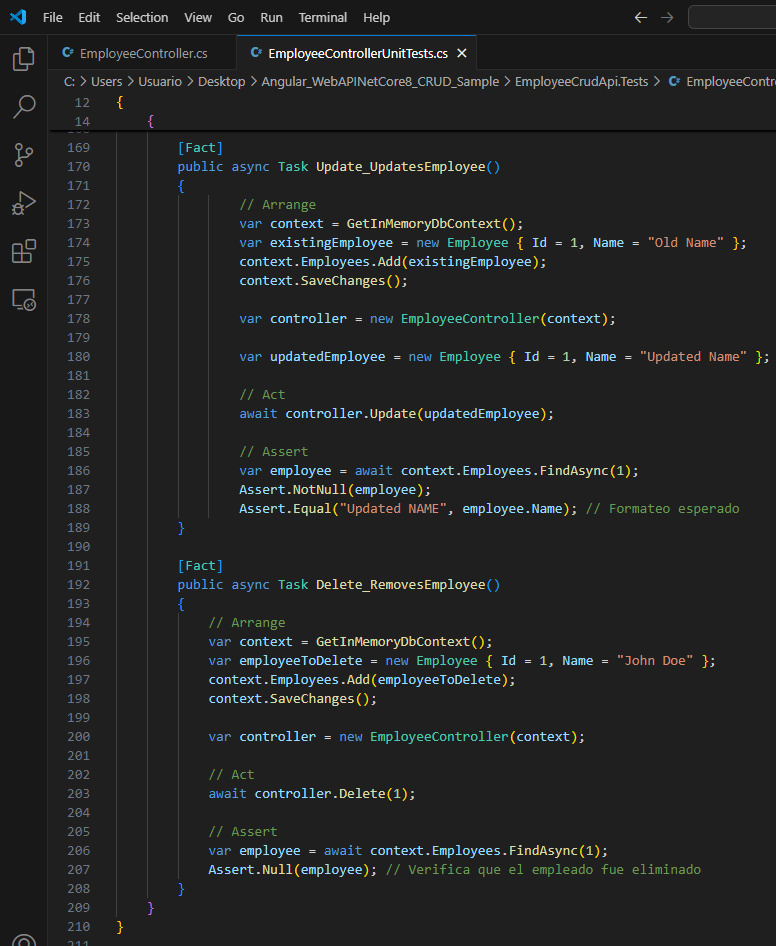 File Edit Selection View Go Run Terminal Help
EmployeeController.cs
EmployeeControllerUnitTests.cs
C: > Users > Usuario > Desktop > Angular_WebAPINetCore8_CRUD_Sample > EmployeeCrudApi.Tests > EmployeeContr
12 {
14 {
169 [Fact]
170 public async Task Update_UpdatesEmployee()
171 {
172 // Arrange
173 var context = GetInMemoryDbContext();
174 var existingEmployee = new Employee { Id = 1, Name = "Old Name" };
175 context.Employees.Add(existingEmployee);
176 context.SaveChanges();
177
178 var controller = new EmployeeController(context);
179
180 var updatedEmployee = new Employee { Id = 1, Name = "Updated Name" };
181
182 // Act
183 await controller.Update(updatedEmployee);
184
185 // Assert
186 var employee = await context.Employees.FindAsync(1);
187 Assert.NotNull(employee);
188 Assert.Equal("Updated NAME", employee.Name); // Formateo esperado
189 }
190
191 [Fact]
192 public async Task Delete_RemovesEmployee()
193 {
194 // Arrange
195 var context = GetInMemoryDbContext();
196 var employeeToDelete = new Employee { Id = 1, Name = "John Doe" };
197 context.Employees.Add(employeeToDelete);
198 context.SaveChanges();
199
200 var controller = new EmployeeController(context);
201
202 // Act
203 await controller.Delete(1);
204
205 // Assert
206 var employee = await context.Employees.FindAsync(1);
207 Assert.Null(employee); // Verifica que el empleado fue eliminado
208 }
209 }
210 }